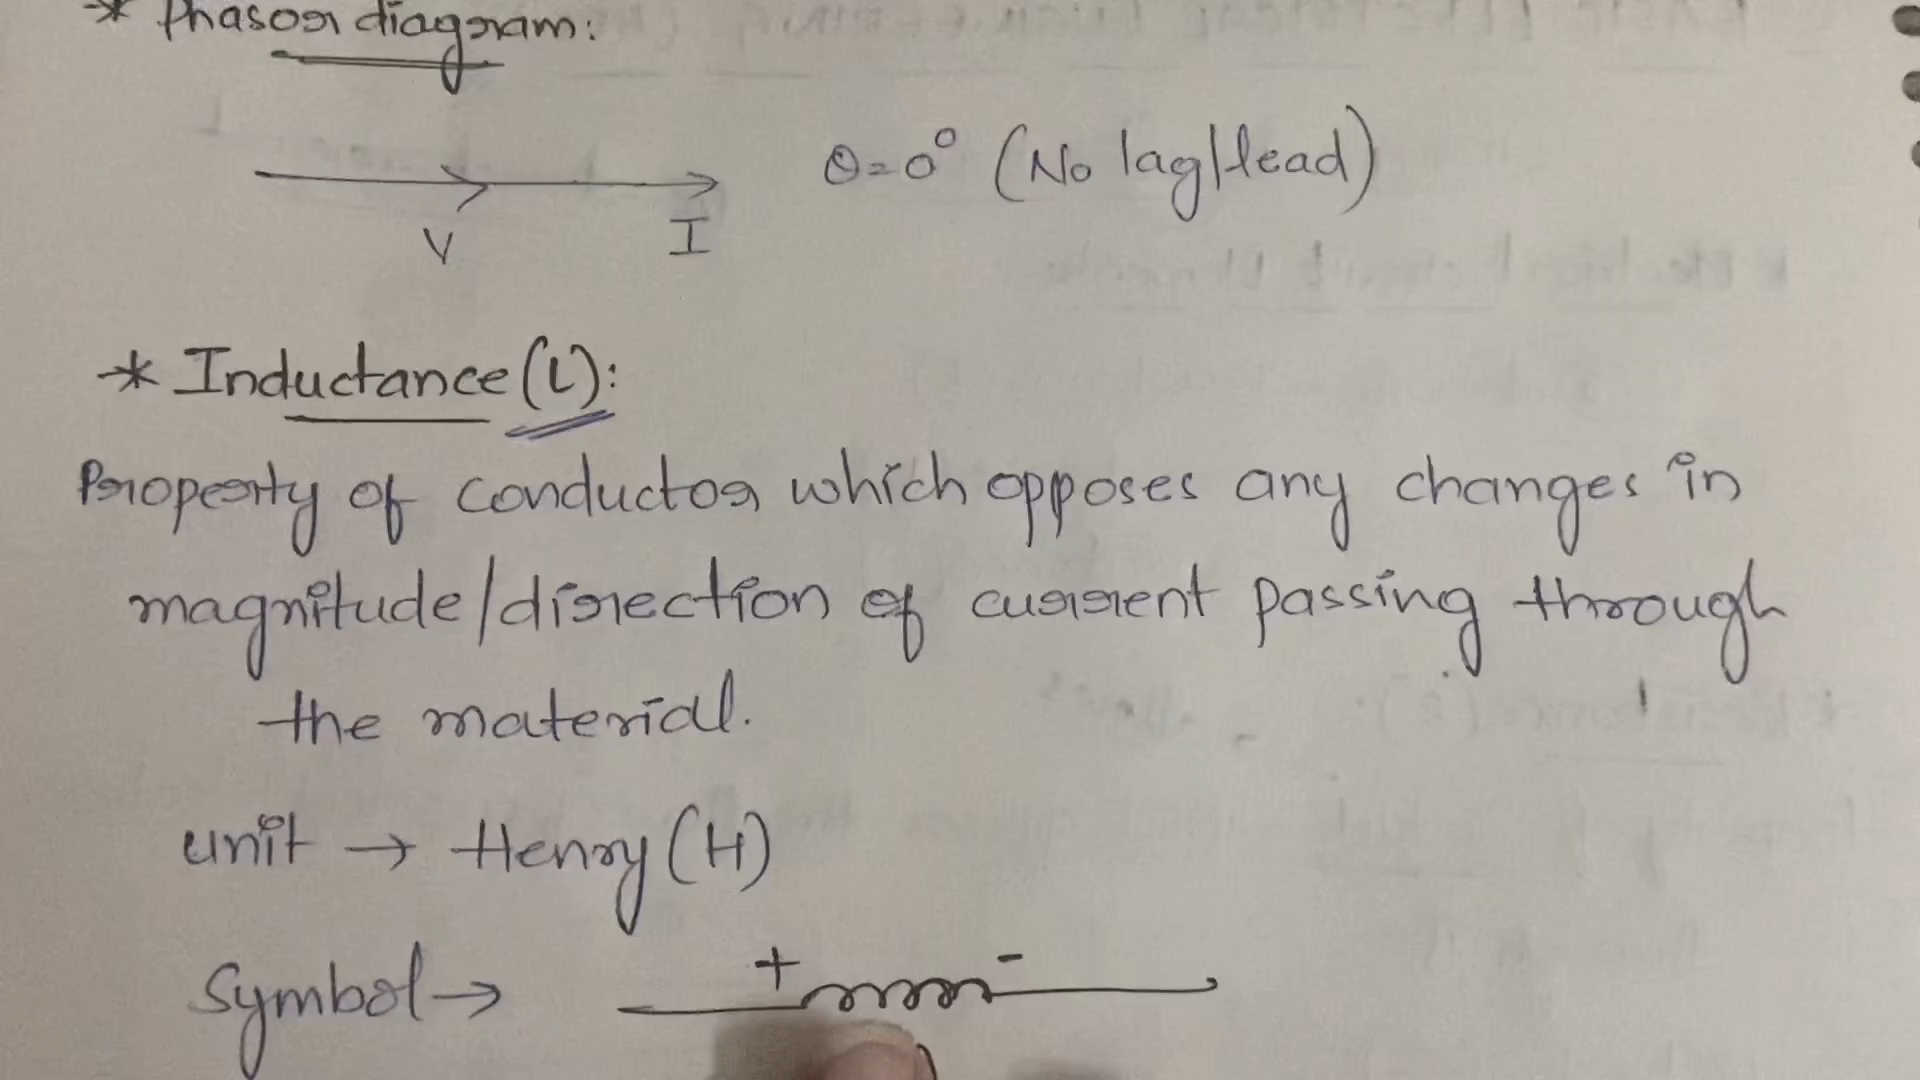 * Phasor diagram:
θ=0° (No lag/lead)
V I
* Inductance (L):
Property of conductor which opposes any changes in
magnitude/direction of current passing through
the material.
unit → Henry (H)
Symbol →
+ -